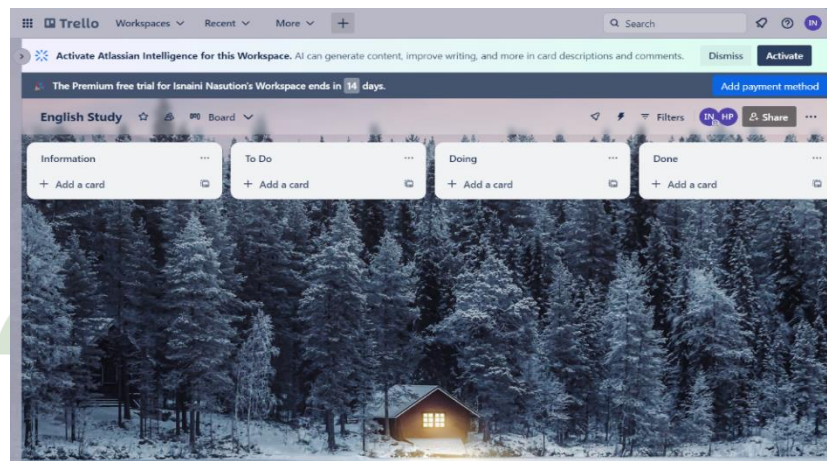 Trello Workspaces Recent More + Search IN
Activate Atlassian Intelligence for this Workspace. AI can generate content, improve writing, and more in card descriptions and comments. Dismiss Activate
The Premium free trial for Isnaini Nasution's Workspace ends in 14 days. Add payment method
English Study Board Filters IN HP Share
Information To Do Doing Done
+ Add a card + Add a card + Add a card + Add a card